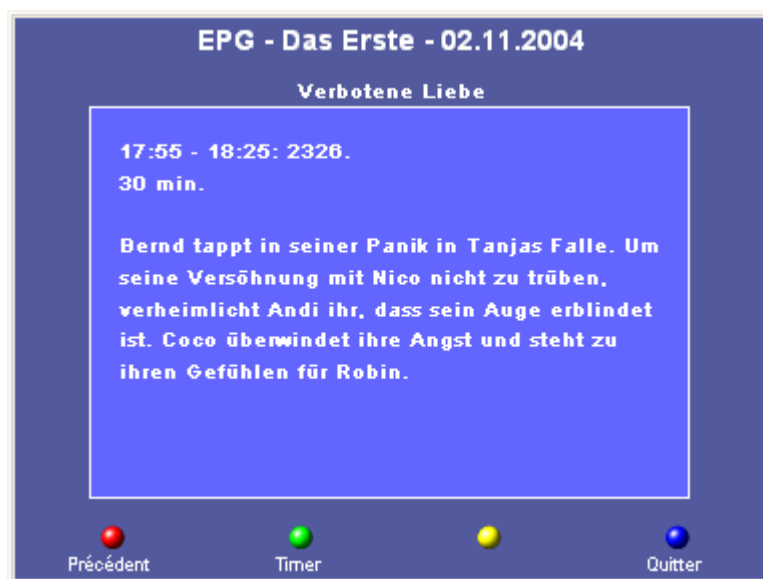 EPG - Das Erste - 02.11.2004
Verbotene Liebe
17:55 - 18:25: 2326.
30 min.
Bernd tappt in seiner Panik in Tanjas Falle. Um
seine Versöhnung mit Nico nicht zu trüben,
verheimlicht Andi ihr, dass sein Auge erblindet
ist. Coco überwindet ihre Angst und steht zu
ihren Gefühlen für Robin.
Précédent Timer Quitter